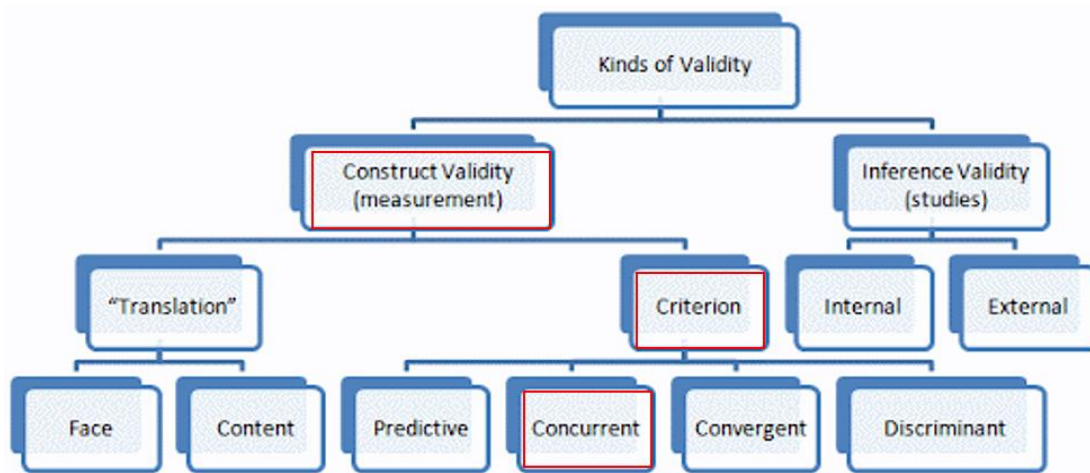 Kinds of Validity
Construct Validity
(measurement)
Inference Validity
(studies)
“Translation”
Criterion
Internal
External
Face
Content
Predictive
Concurrent
Convergent
Discriminant